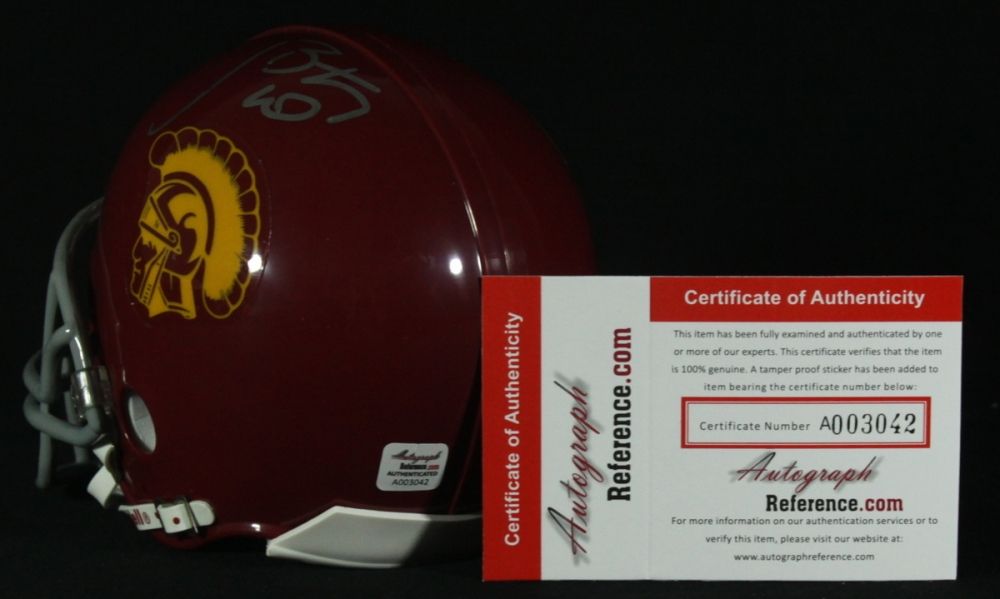 Autograph
Reference.com
AUTHENTICATED
A003042
Certificate of Authenticity
Autograph
Reference.com
Certificate of Authenticity
This item has been fully examined and authenticated by one
or more of our experts. This certificate verifies that the item
is 100% genuine. A tamper proof sticker has been added to
item bearing the certificate number below:
Certificate Number A003042
Autograph
Reference.com
For more information on our authentication services or to
verify this item, please visit our website at:
www.autographreference.com